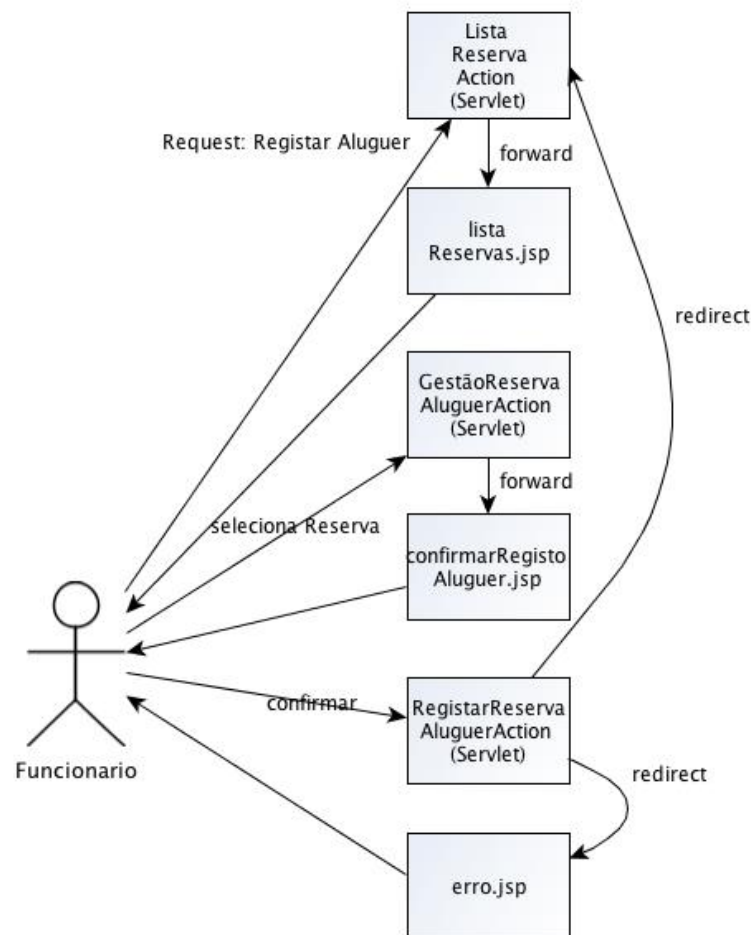 Lista
Reserva
Action
(Servlet)
Request: Registar Aluguer
forward
lista
Reservas.jsp
redirect
GestãoReserva
AluguerAction
(Servlet)
forward
seleciona Reserva
confirmarRegisto
Aluguer.jsp
confirmar
RegistarReserva
AluguerAction
(Servlet)
Funcionario
redirect
erro.jsp